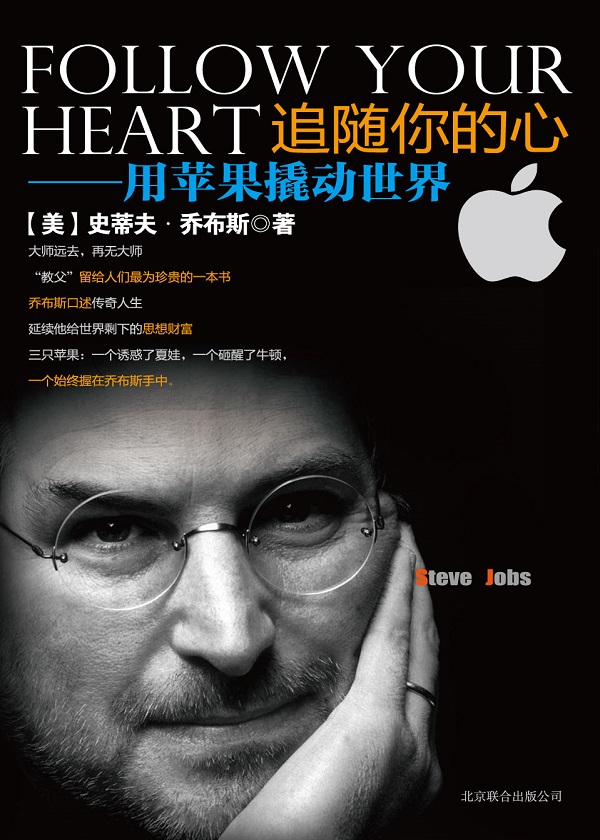 FOLLOW YOUR
HEART 追随你的心
——用苹果撬动世界
【美】史蒂夫·乔布斯◎著
大师远去，再无大师
“教父”留给人们最为珍贵的一本书
乔布斯口述传奇人生
延续他给世界剩下的思想财富
三只苹果：一个诱惑了夏娃，一个砸醒了牛顿，
一个始终握在乔布斯手中。
Steve Jobs
北京联合出版公司